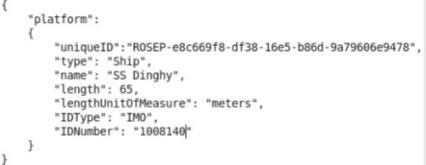 {
    "platform":
    {
        "uniqueID":"ROSEP-e8c669f8-df38-16e5-b86d-9a79606e9478",
        "type": "Ship",
        "name": "SS Dinghy",
        "length": 65,
        "lengthUnitOfMeasure": "meters",
        "IDType": "IMO",
        "IDNumber": "1008140"
    }
}